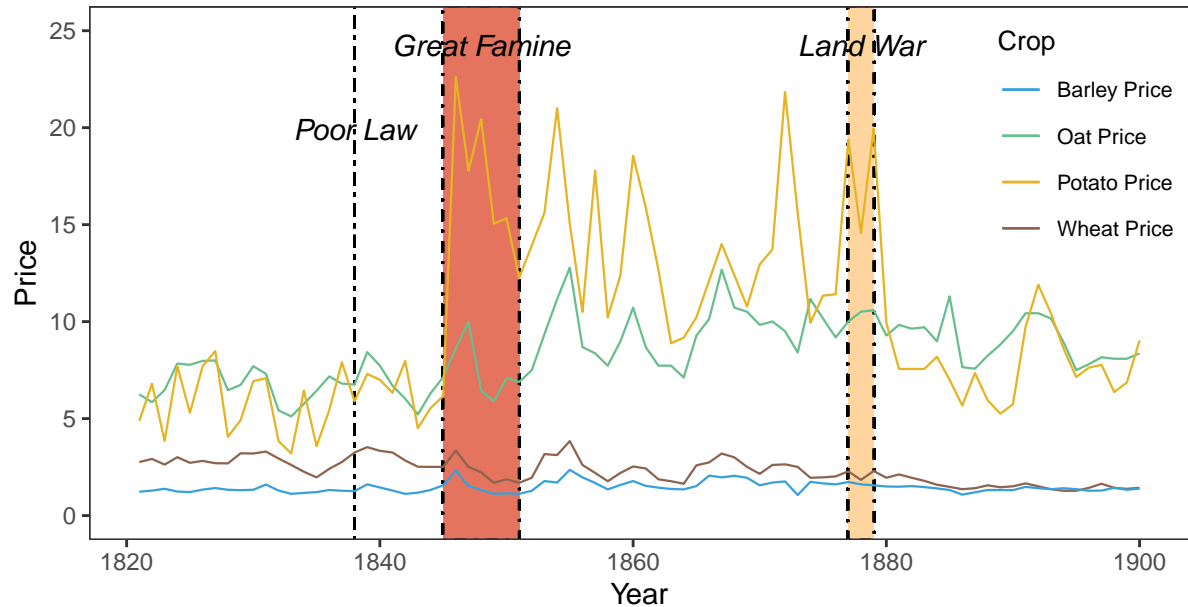 25
20
15
10
5
0
Price
Great Famine
Land War
Poor Law
Crop
Barley Price
Oat Price
Potato Price
Wheat Price
1820
1840
1860
1880
1900
Year